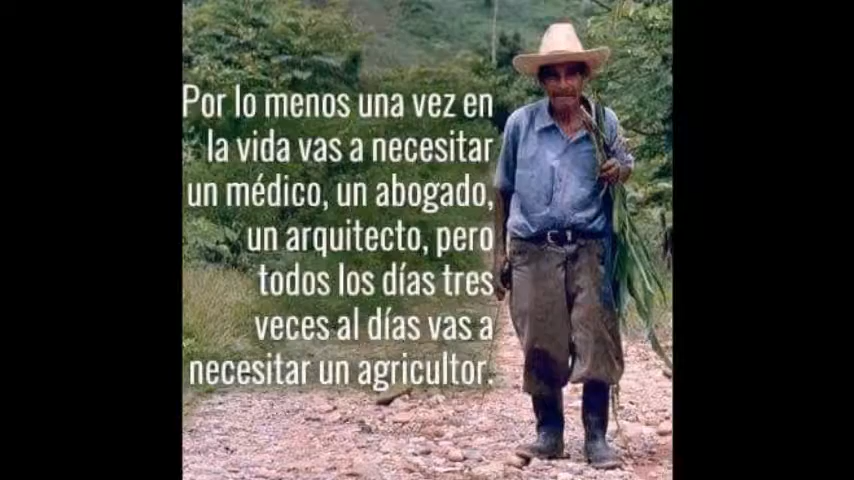 Por lo menos una vez en
la vida vas a necesitar
un médico, un abogado,
un arquitecto, pero
todos los días tres
veces al días vas a
necesitar un agricultor.